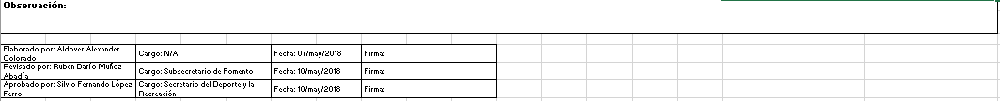 Observación:
Elaborado por: Aldover Alexander
Colorado
Cargo: N/A
Fecha: 07/may/2018
Firma:
Revisado por: Ruben Darío Muñoz
Abadía
Cargo: Subsecretario de Fomento
Fecha: 10/may/2018
Firma:
Aprobado por: Silvio Fernando López
Ferro
Cargo: Secretario del Deporte y la
Recreación
Fecha: 10/may/2018
Firma: